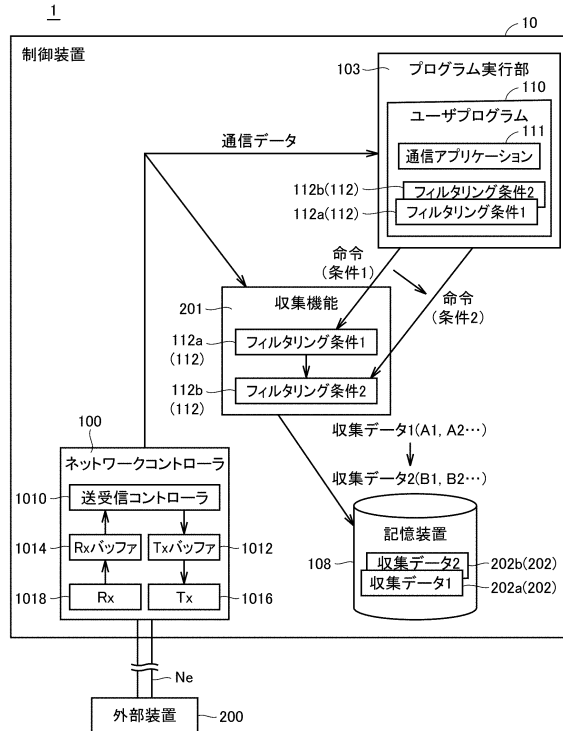 1
10
制御装置
103
プログラム実行部
110
ユーザプログラム
111
通信アプリケーション
112b(112)
フィルタリング条件2
112a(112)
フィルタリング条件1
通信データ
命令
(条件1)
命令
(条件2)
201
収集機能
112a
(112)
フィルタリング条件1
112b
(112)
フィルタリング条件2
収集データ1(A1, A2…)
収集データ2(B1, B2…)
100
ネットワークコントローラ
1010
送受信コントローラ
1014
Rxバッファ
Txバッファ
1012
1018
Rx
Tx
1016
記憶装置
108
収集データ2
202b(202)
収集データ1
202a(202)
Ne
外部装置
200